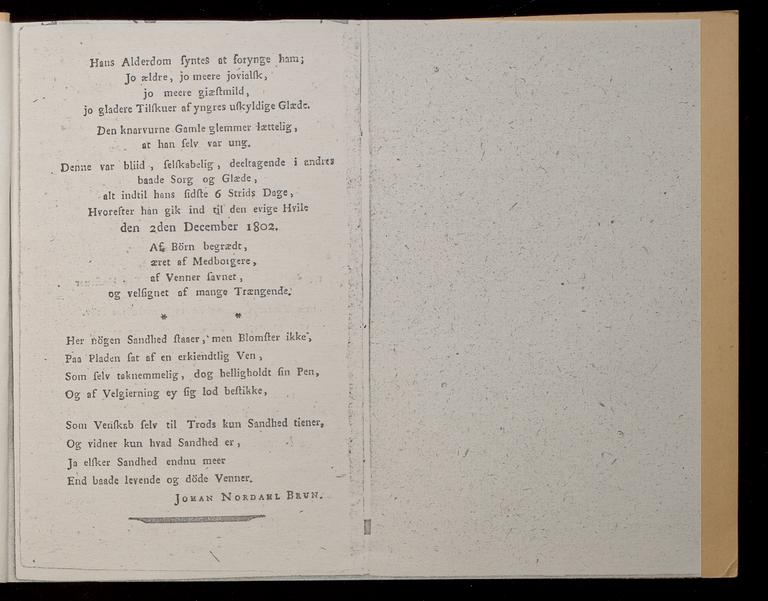 Hans Alderdom ſyntes at forynge ham;
Jo ældre, jo meere jovialſk,
jo meere giæſtmild,
jo gladere Tilſkuer af yngres uſkyldige Glæde.
Den knarvurne Gamle glemmer lættelig,
at han ſelv var ung.
Denne var bliid, ſelſkabelig, deeltagende i andres
baade Sorg og Glæde,
alt indtil hans ſidſte 6 Strids Dage,
Hvorefter han gik ind til den evige Hvile
den 2den December 1802.
Af Börn begrædt,
æret af Medborgere,
af Venner ſavnet,
og velſignet af mange Trængende.
* *
Her nögen Sandhed ſtaaer, men Blomſter ikke,
Paa Pladen ſat af en erkiendtlig Ven,
Som ſelv taknemmelig, dog helligholdt ſin Pen,
Og af Velgierning ey ſig lod beſtikke,
Som Venſkab ſelv til Trods kun Sandhed tiener,
Og vidner kun hvad Sandhed er,
Ja elſker Sandhed endnu meer
End baade levende og döde Venner.
JOHAN NORDAHL BRUN.